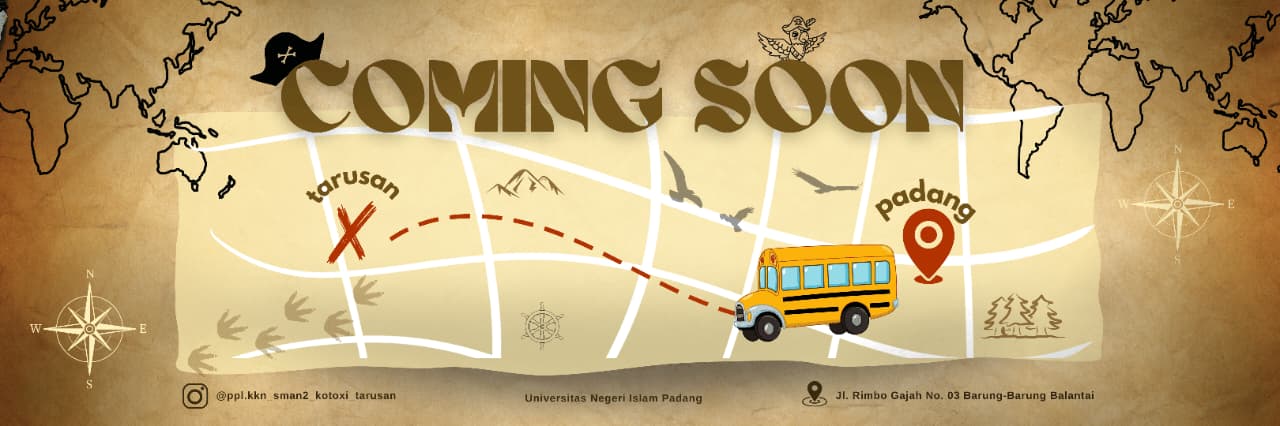 COMING SOON
tarusan
padang
N
W E
S
N
W E
S
@ppl.kkn_sman2_kotoxi_tarusan
Universitas Negeri Islam Padang
Jl. Rimbo Gajah No. 03 Barung-Barung Balantai